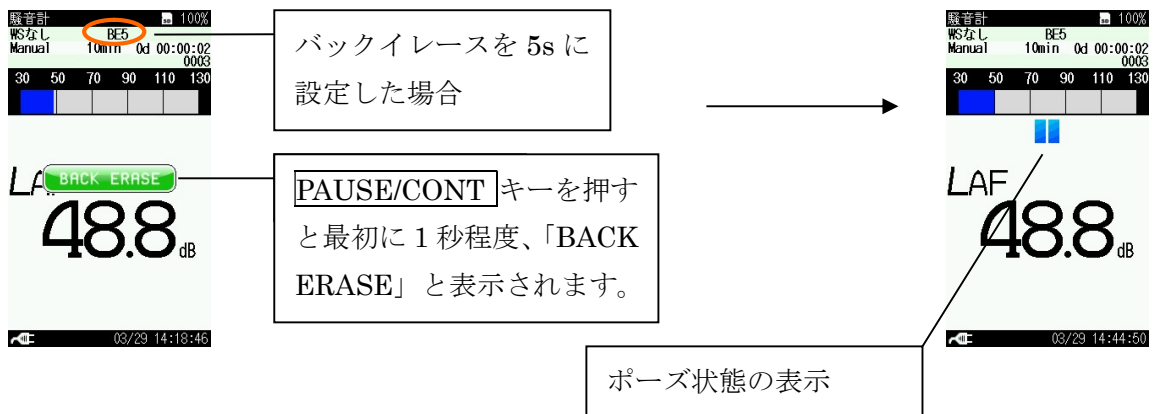 騒音計 100%
WSなし BE5
Manual 10min 0d 00:00:02
0003
30 50 70 90 110 130
BACK ERASE
48.8 dB
03/29 14:18:46
バックイレースを 5s に
設定した場合
PAUSE/CONT キーを押す
と最初に 1 秒程度、「BACK
ERASE」と表示されます。
騒音計 100%
WSなし BE5
Manual 10min 0d 00:00:02
0003
30 50 70 90 110 130
LAF
48.8 dB
03/29 14:44:50
ポーズ状態の表示